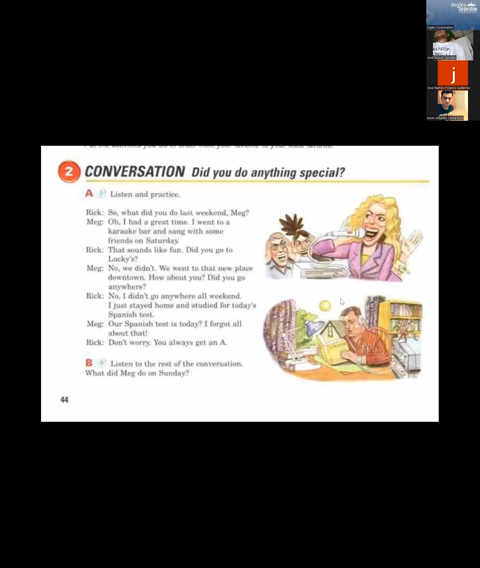 2 CONVERSATION Did you do anything special?
A Listen and practice.
Rick: So, what did you do last weekend, Meg?
Meg: Oh, I had a great time. I went to a
karaoke bar and sang with some
friends on Saturday.
Rick: That sounds like fun. Did you go to
Lucky's?
Meg: No, we didn't. We went to that new place
downtown. How about you? Did you go
anywhere?
Rick: No, I didn't go anywhere all weekend.
I just stayed home and studied for today's
Spanish test.
Meg: Our Spanish test is today? I forgot all
about that!
Rick: Don't worry. You always get an A.
B Listen to the rest of the conversation.
What did Meg do on Sunday?
44
j